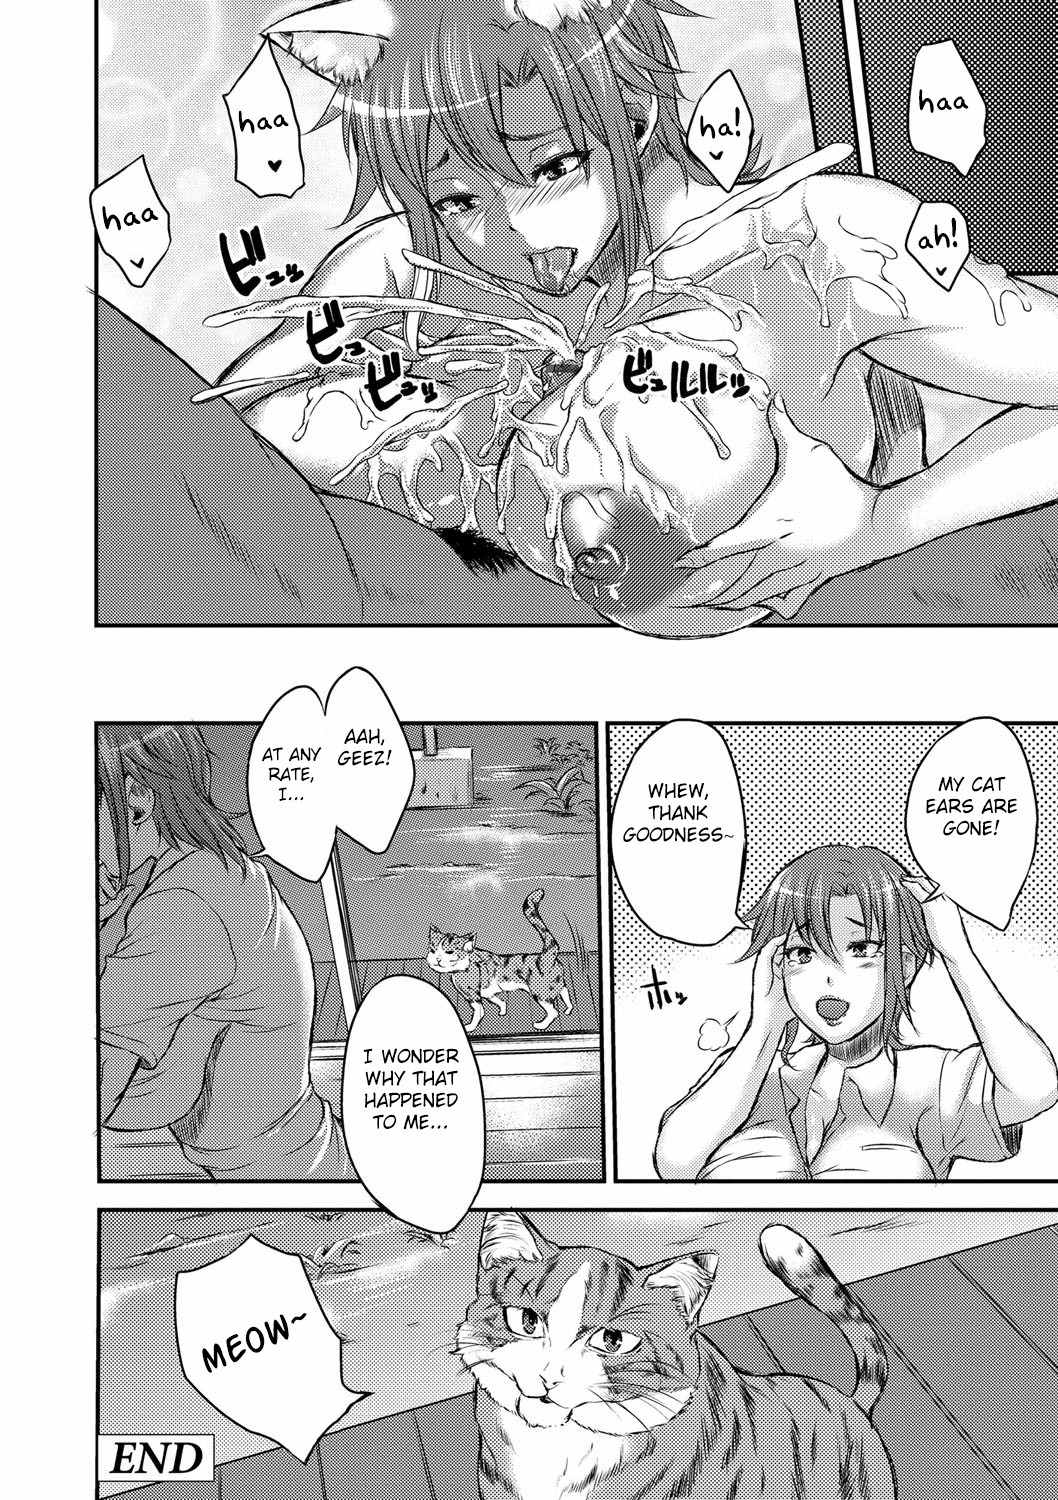 haa
ha!
ah!
haa
haa
ビュッ
ビュッ
ビュッ
ビュルルルッ
MY CAT
EARS ARE
GONE!
WHEW,
THANK
GOODNESS~
ホッ
AAH,
GEEZ!
AT ANY
RATE,
I...
I WONDER
WHY THAT
HAPPENED
TO ME...
MEOW~
END